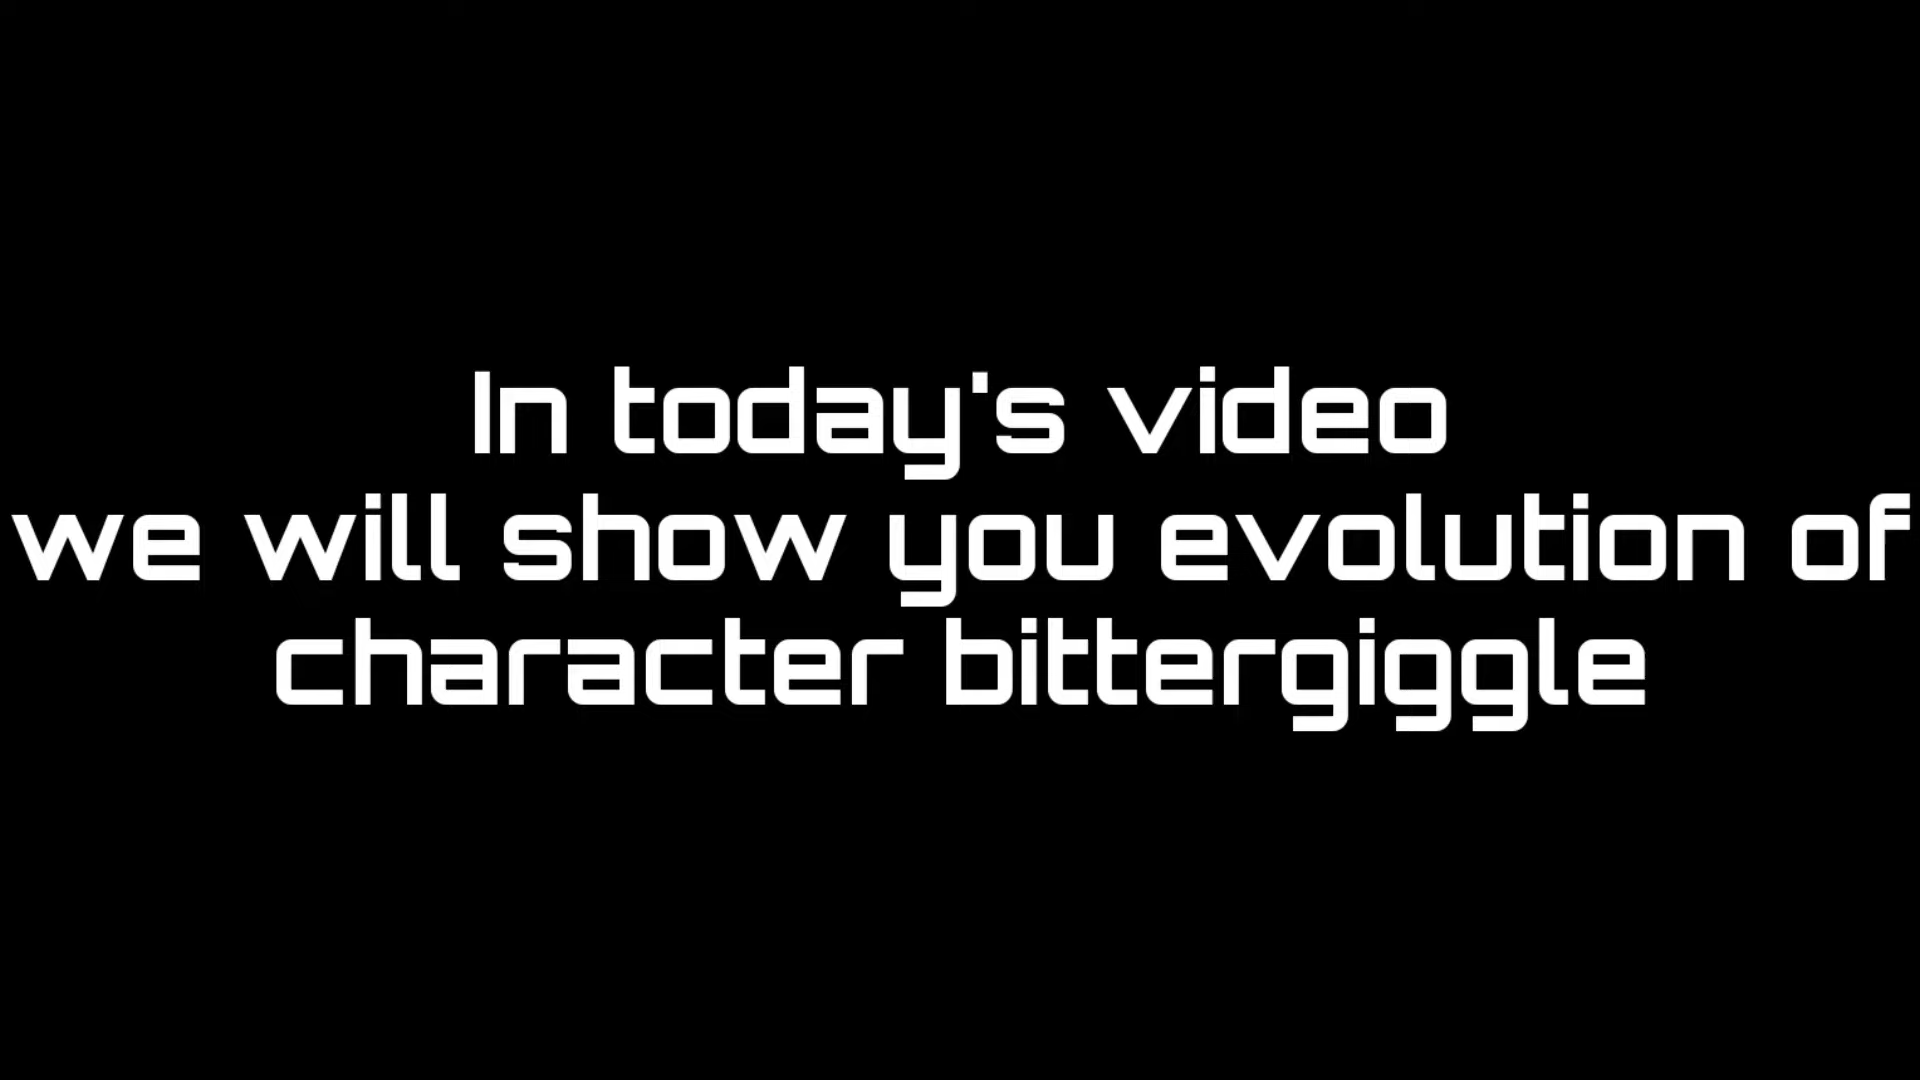 In today's video
we will show you evolution of
character bittergiggle